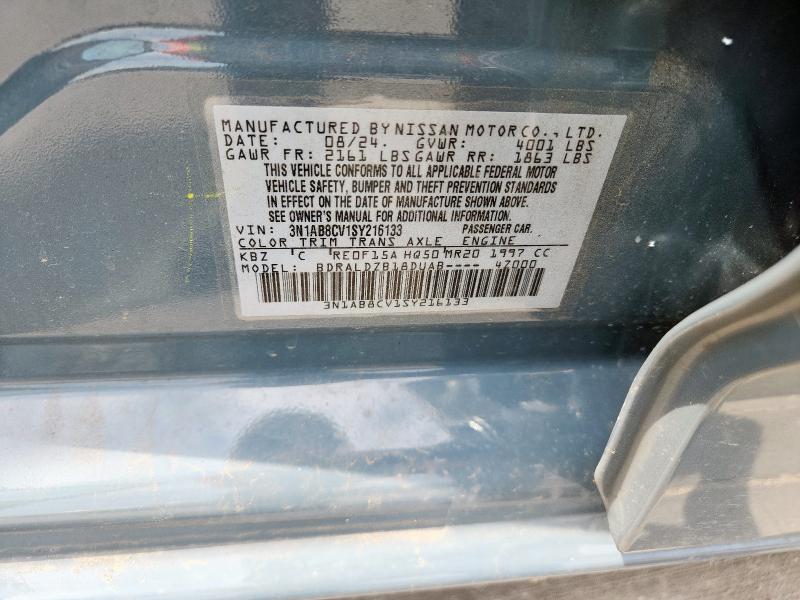 MANUFACTURED BY NISSAN MOTOR CO., LTD.
DATE: 08/24. GVWR: 4001 LBS
GAWR FR: 2161 LBS GAWR RR: 1863 LBS
THIS VEHICLE CONFORMS TO ALL APPLICABLE FEDERAL MOTOR
VEHICLE SAFETY, BUMPER AND THEFT PREVENTION STANDARDS
IN EFFECT ON THE DATE OF MANUFACTURE SHOWN ABOVE.
SEE OWNER'S MANUAL FOR ADDITIONAL INFORMATION.
VIN: 3N1AB8CV1SY216133 PASSENGER CAR.
COLOR TRIM TRANS AXLE ENGINE
KBZ C RE0F15A HQ50 MR20 1997 CC
MODEL: BDRALDZB18DUAB---- 47000
3N1AB8CV1SY216133